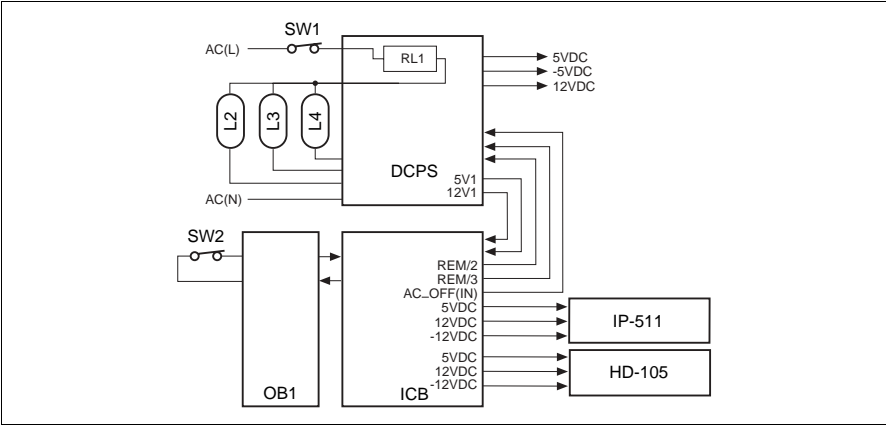 SW1
AC(L)
RL1
5VDC
-5VDC
12VDC
L2
L3
L4
DCPS
5V1
12V1
AC(N)
SW2
REM/2
REM/3
AC_OFF(IN)
5VDC
12VDC
-12VDC
IP-511
5VDC
12VDC
-12VDC
HD-105
OB1
ICB